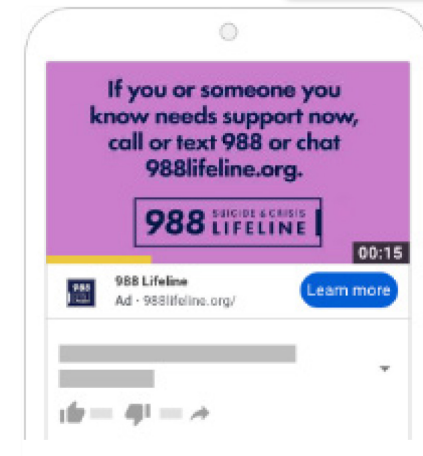 If you or someone you
know needs support now,
call or text 988 or chat
988lifeline.org.
988 SUICIDE & CRISIS
LIFELINE
00:15
988 Lifeline
Ad · 988lifeline.org/
Learn more